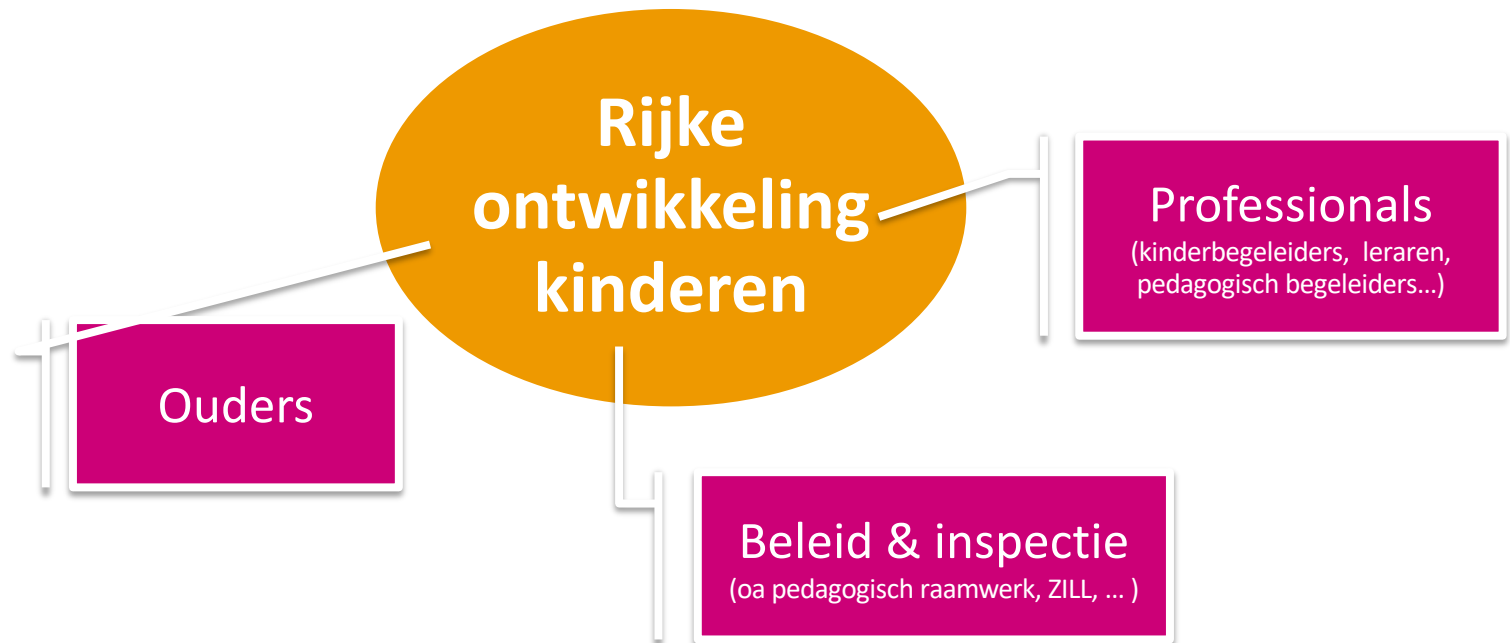 Rijke
ontwikkeling
kinderen
Professionals
(kinderbegeleiders, leraren,
pedagogisch begeleiders...)
Ouders
Beleid & inspectie
(oa pedagogisch raamwerk, ZILL, ... )